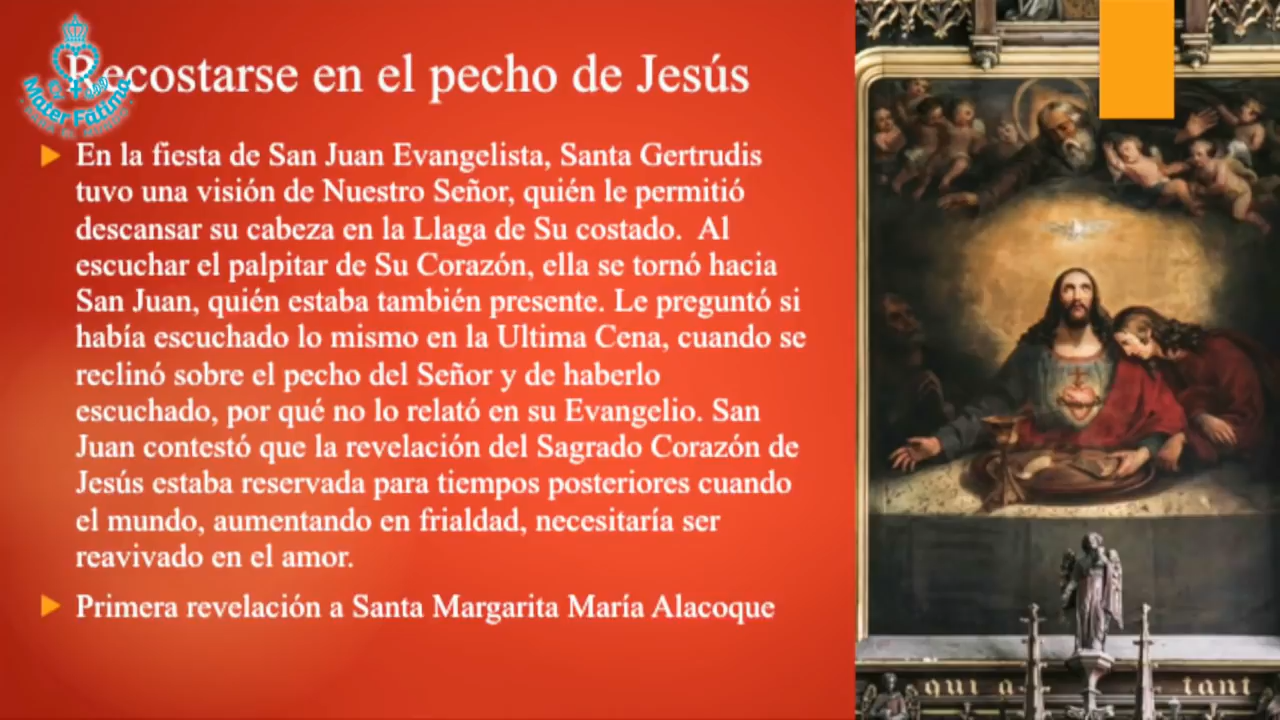 Recostarse en el pecho de Jesús
Mater Fatima
En la fiesta de San Juan Evangelista, Santa Gertrudis
tuvo una visión de Nuestro Señor, quién le permitió
descansar su cabeza en la Llaga de Su costado. Al
escuchar el palpitar de Su Corazón, ella se tornó hacia
San Juan, quién estaba también presente. Le preguntó si
había escuchado lo mismo en la Ultima Cena, cuando se
reclinó sobre el pecho del Señor y de haberlo
escuchado, por qué no lo relató en su Evangelio. San
Juan contestó que la revelación del Sagrado Corazón de
Jesús estaba reservada para tiempos posteriores cuando
el mundo, aumentando en frialdad, necesitaría ser
reavivado en el amor.
Primera revelación a Santa Margarita María Alacoque
qui a tant